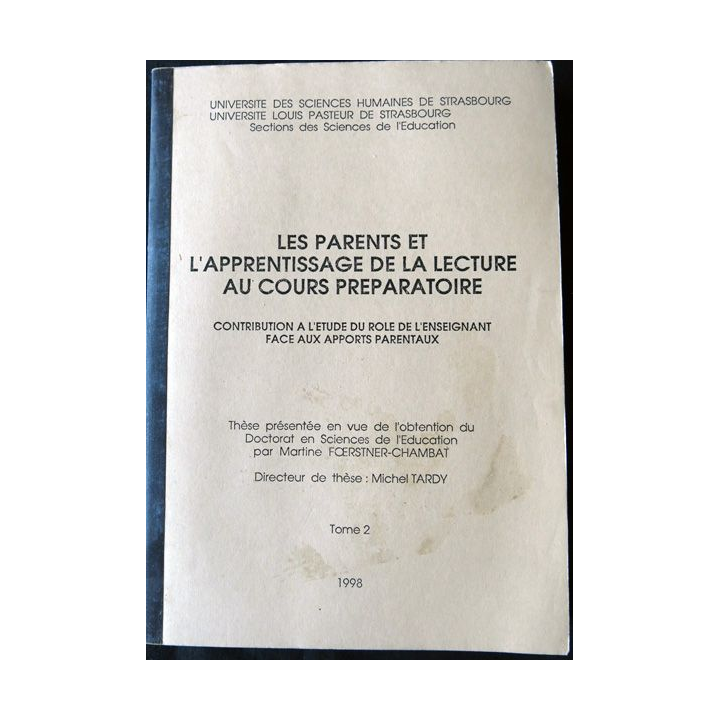 UNIVERSITE DES SCIENCES HUMAINES DE STRASBOURG
UNIVERSITE LOUIS PASTEUR DE STRASBOURG
Sections des Sciences de l'Education
LES PARENTS ET
L'APPRENTISSAGE DE LA LECTURE
AU COURS PREPARATOIRE
CONTRIBUTION A L'ETUDE DU ROLE DE L'ENSEIGNANT
FACE AUX APPORTS PARENTAUX
Thèse présentée en vue de l'obtention du
Doctorat en Sciences de l'Education
par Martine FŒRSTNER-CHAMBAT
Directeur de thèse : Michel TARDY
Tome 2
1998